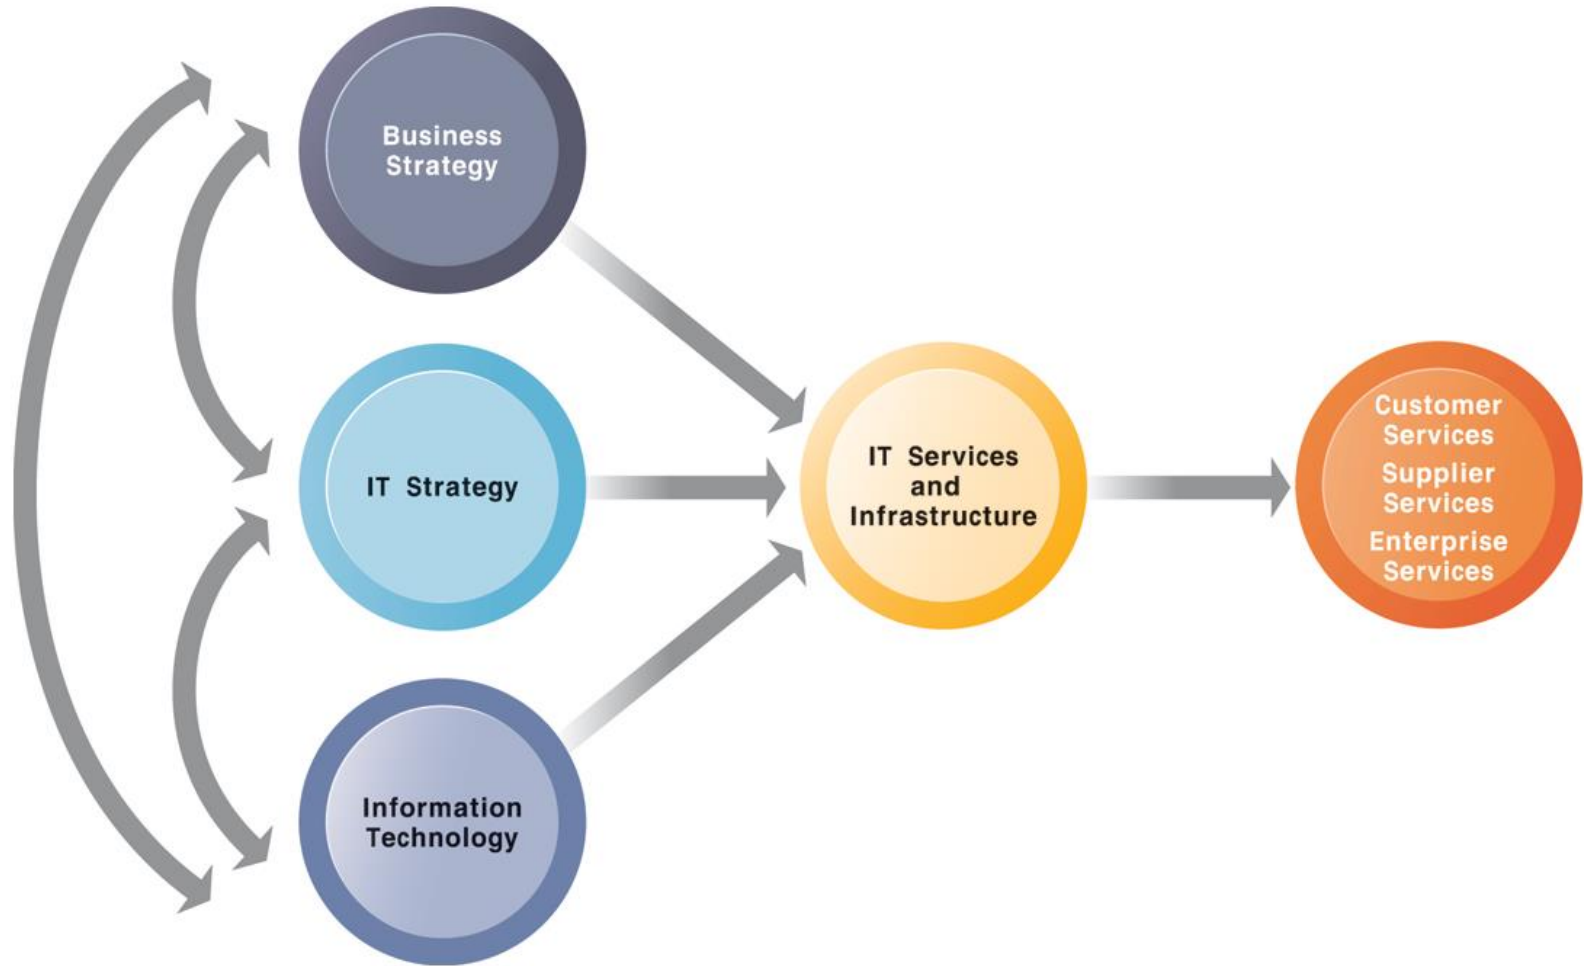 Business
Strategy
IT Strategy
Information
Technology
IT Services
and
Infrastructure
Customer
Services
Supplier
Services
Enterprise
Services